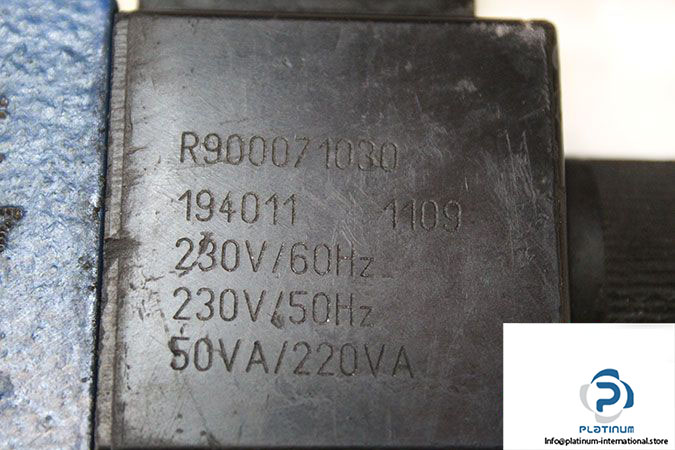 R900071030
194011 1109
230V/60Hz
230V/50Hz
50VA/220VA
PLATINUM
Info@platinum-international.store